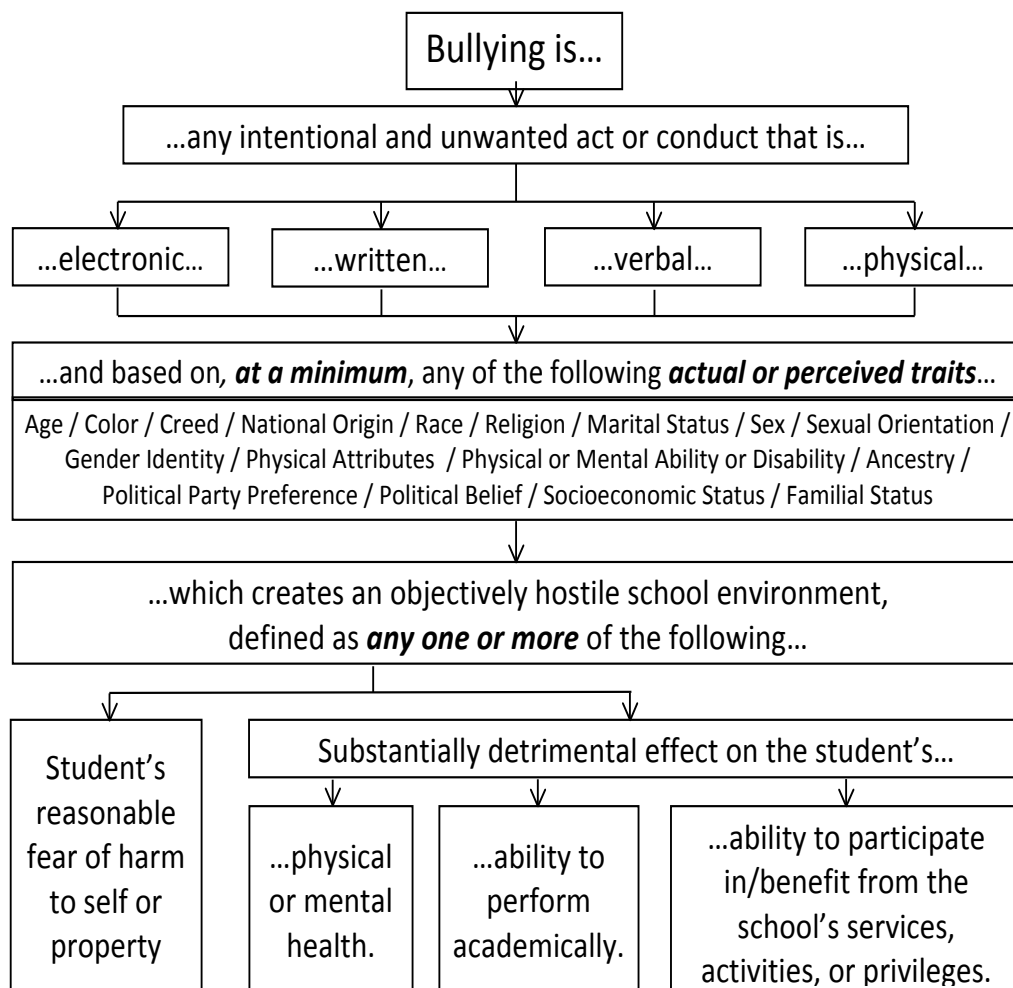 Bullying is…
…any intentional and unwanted act or conduct that is…
…electronic…
…written…
…verbal…
…physical…
…and based on, at a minimum, any of the following actual or perceived traits…
Age / Color / Creed / National Origin / Race / Religion / Marital Status / Sex / Sexual Orientation /
Gender Identity / Physical Attributes / Physical or Mental Ability or Disability / Ancestry /
Political Party Preference / Political Belief / Socioeconomic Status / Familial Status
…which creates an objectively hostile school environment,
defined as any one or more of the following…
Student’s
reasonable
fear of harm
to self or
property
Substantially detrimental effect on the student’s…
…physical
or mental
health.
…ability to
perform
academically.
…ability to participate
in/benefit from the
school’s services,
activities, or privileges.